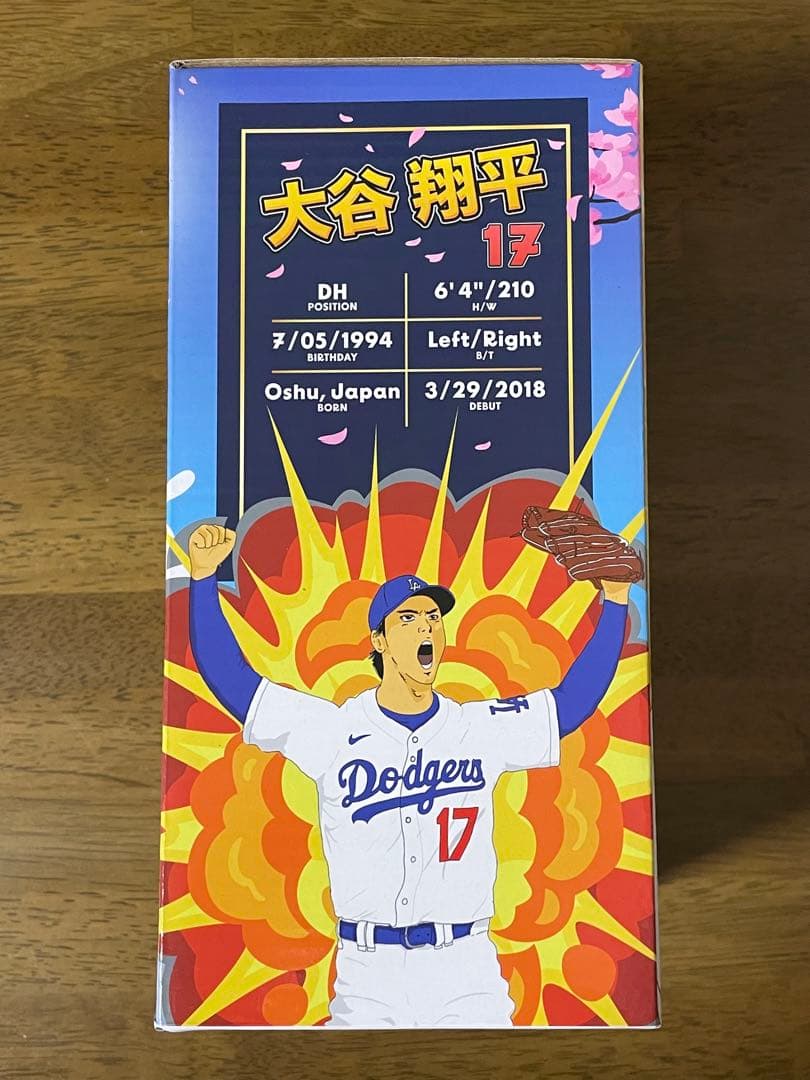 大谷 翔平
17
DH
POSITION
6'4"/210
H/W
7/05/1994
BIRTHDAY
Left/Right
B/T
Oshu, Japan
BORN
3/29/2018
DEBUT
LA
Dodgers
17